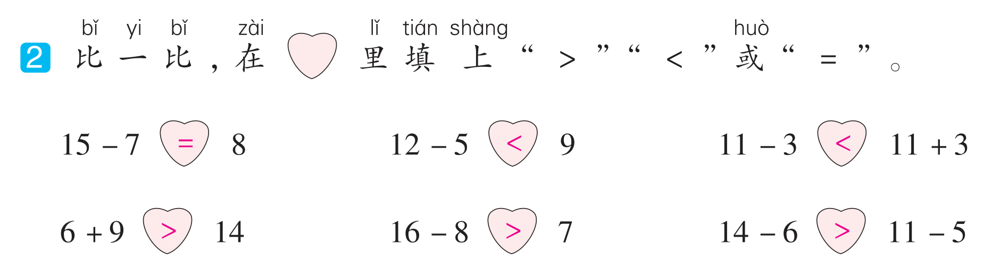 bǐ yi bǐ zài lǐ tián shàng huò
2 比一比,在 里填上“>”“<”或“=”。
15-7 = 8 12-5 < 9 11-3 < 11+3
6+9 > 14 16-8 > 7 14-6 > 11-5